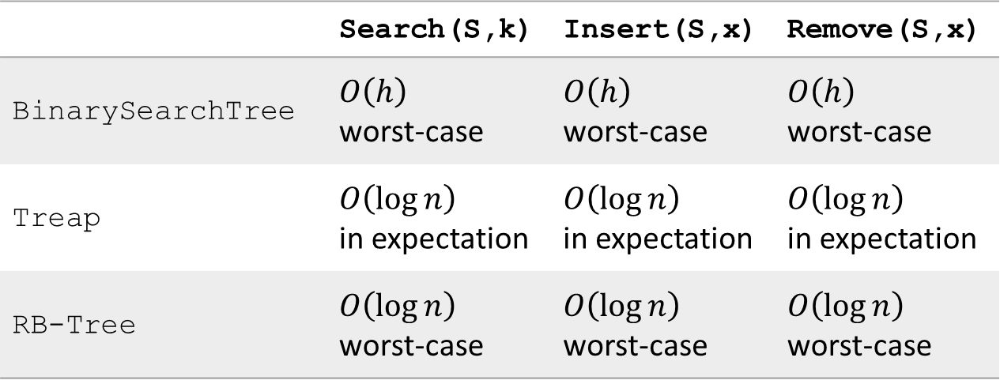 Search(S,k) Insert(S,x) Remove(S,x)
BinarySearchTree O(h) worst-case O(h) worst-case O(h) worst-case
Treap O(log n) in expectation O(log n) in expectation O(log n) in expectation
RB-Tree O(log n) worst-case O(log n) worst-case O(log n) worst-case